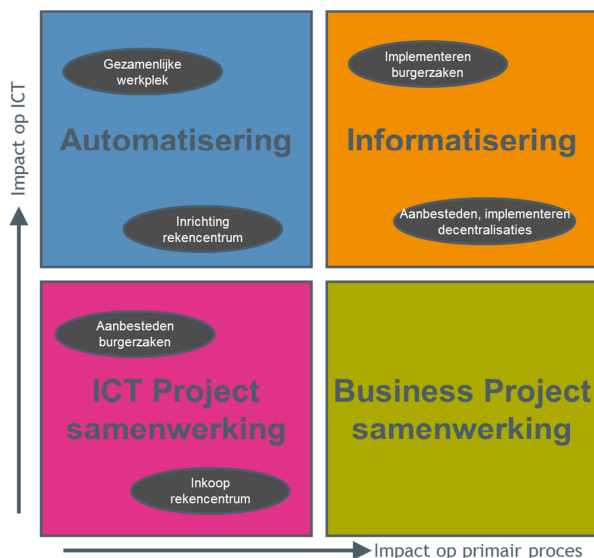 Impact op ICT
Gezamenlijke
werkplek
Automatisering
Inrichting
rekencentrum
Implementeren
burgerzaken
Informatisering
Aanbesteden, implementeren
decentralisaties
Aanbesteden
burgerzaken
ICT Project
samenwerking
Inkoop
rekencentrum
Business Project
samenwerking
Impact op primair proces